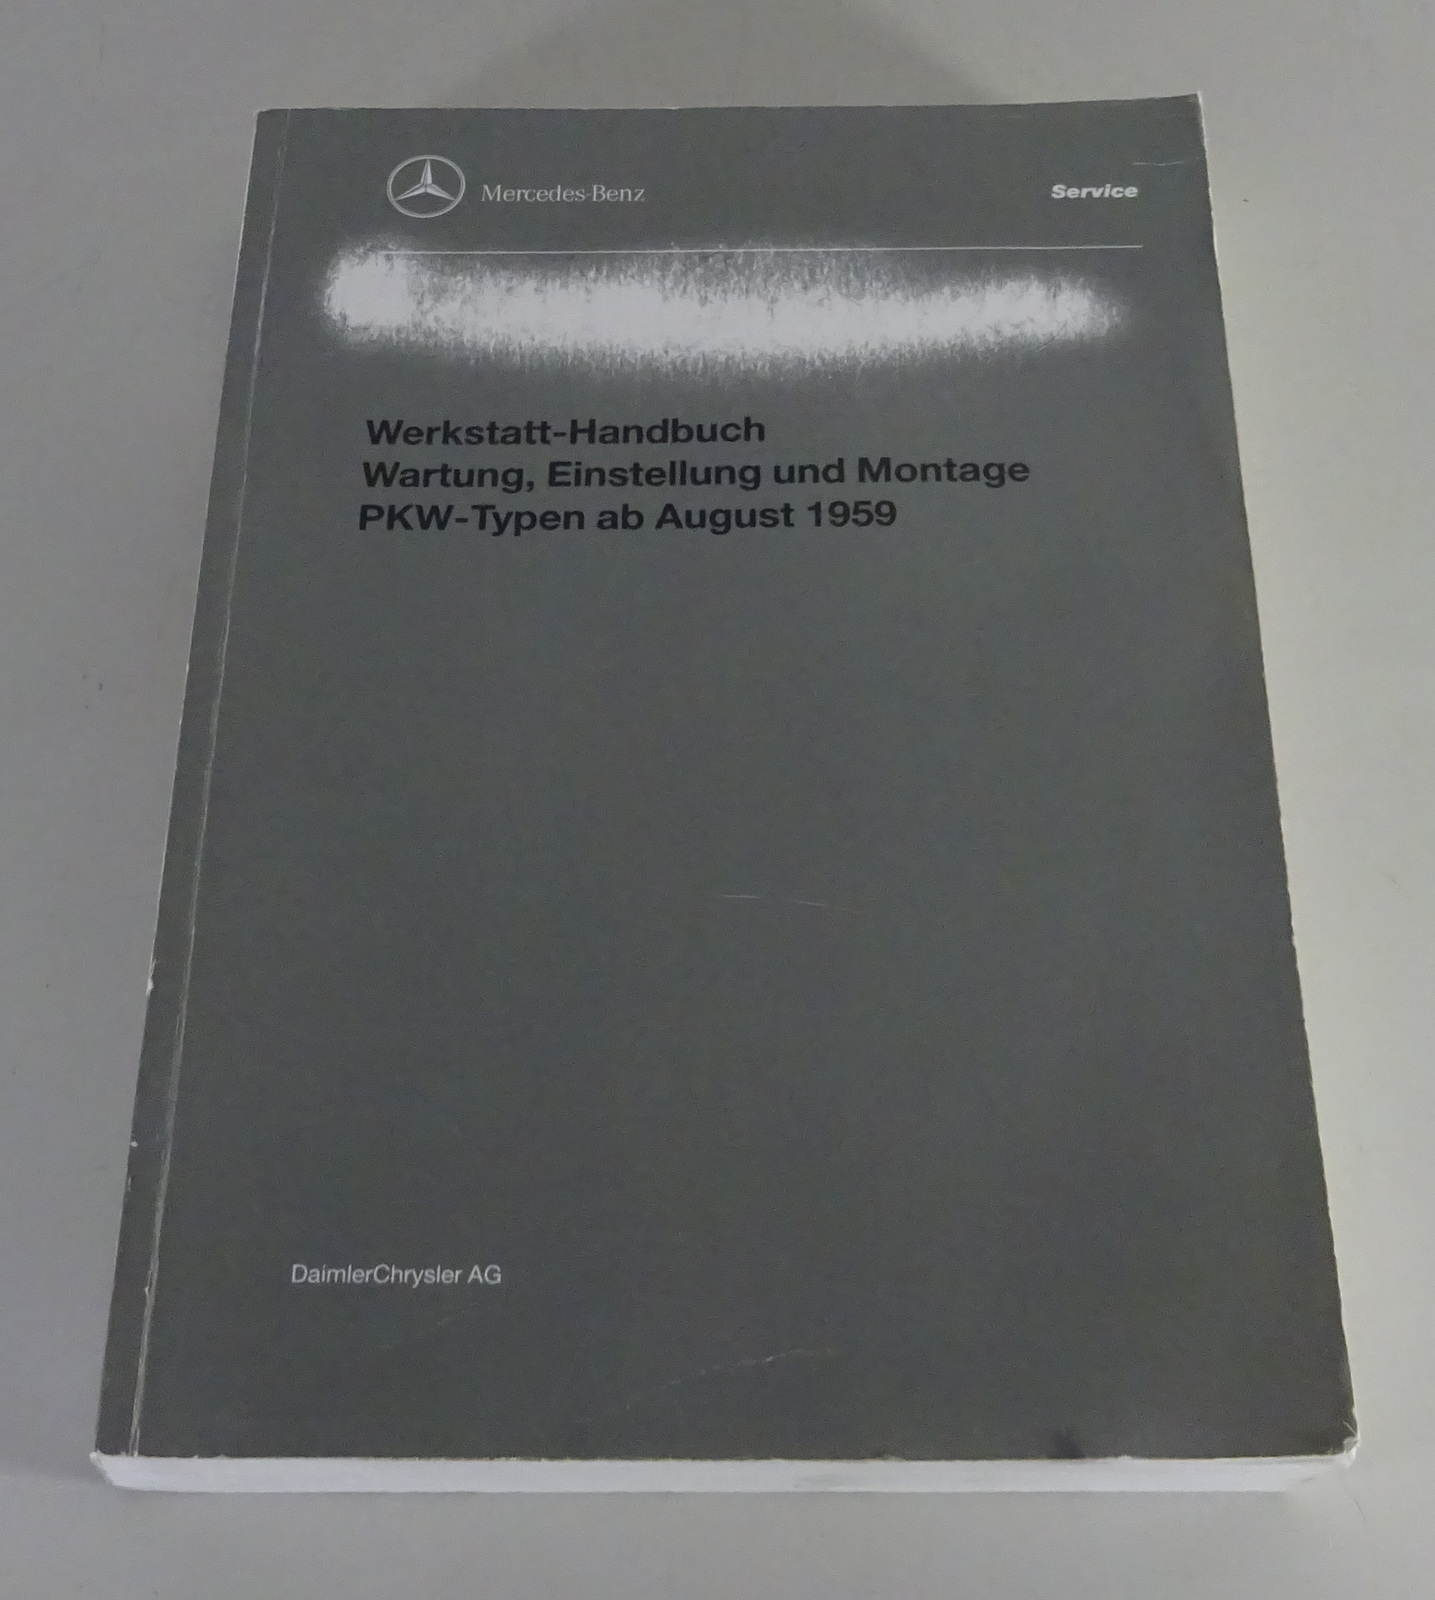 Mercedes-Benz
Service
Werkstatt-Handbuch
Wartung, Einstellung und Montage
PKW-Typen ab August 1959
DaimlerChrysler AG